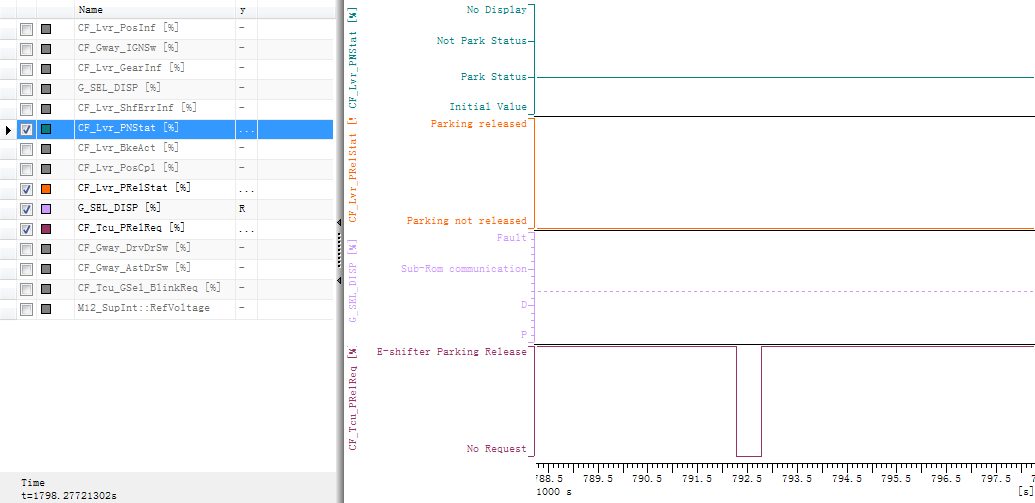 Name y
CF_Lvr_PosInf [%] -
CF_Gway_IGNSw [%] -
CF_Lvr_GearInf [%] -
G_SEL_DISP [%] -
CF_Lvr_ShfErrInf [%] -
CF_Lvr_PNStat [%] ...
CF_Lvr_BkeAct [%] -
CF_Lvr_PosCpl [%] -
CF_Lvr_PRelStat [%] ...
G_SEL_DISP [%] R
CF_Tcu_PRelReq [%] ...
CF_Gway_DrvDrSw [%] -
CF_Gway_AstDrSw [%] -
CF_Tcu_GSel_BlinkReq [%] -
M12_SupInt::RefVoltage -
Time
t=1798.27721302s
CF_Lvr_PNStat [%]
No Display
Not Park Status
Park Status
Initial Value
CF_Lvr_PRelStat
Parking released
Parking not released
G_SEL_DISP [%]
Fault
Sub-Rom communication
D
P
CF_Tcu_PRelReq [%
E-shifter Parking Release
No Request
788.5 789.5 790.5 791.5 792.5 793.5 794.5 795.5 796.5 797.5
1000 s [s]